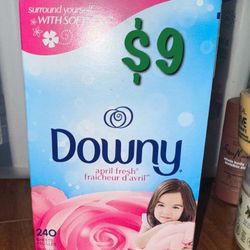 surround yourself
WITH SOFT
$9
Downy
april fresh
fraîcheur d'avril
240